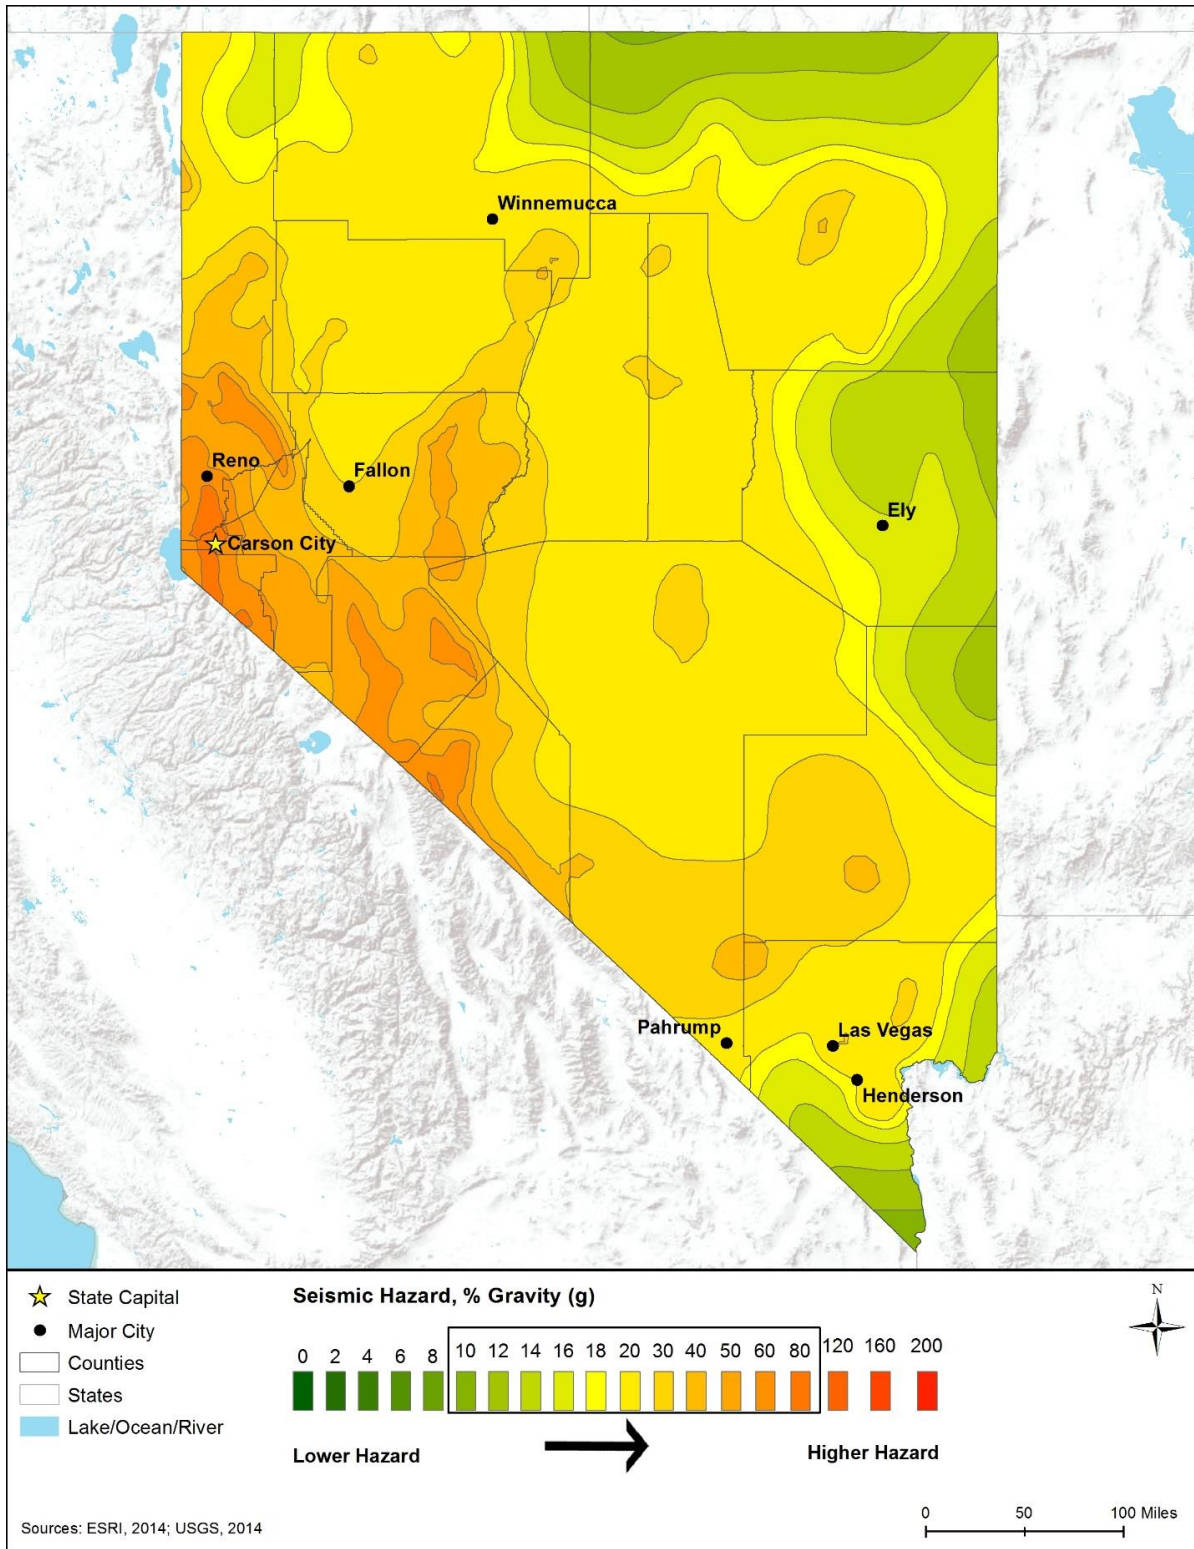 Winnemucca
Reno
Fallon
Ely
Carson City
Pahrump
Las Vegas
Henderson
State Capital
Major City
Counties
States
Lake/Ocean/River
Seismic Hazard, % Gravity (g)
0 2 4 6 8 10 12 14 16 18 20 30 40 50 60 80 120 160 200
Lower Hazard
Higher Hazard
N
0 50 100 Miles
Sources: ESRI, 2014; USGS, 2014